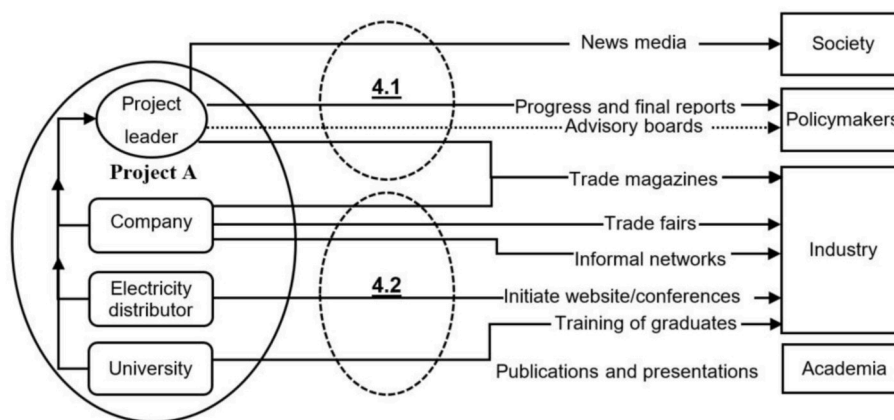 News media
Society
4.1
Project
leader
Progress and final reports
Advisory boards
Policymakers
Project A
Trade magazines
Company
Trade fairs
Informal networks
Industry
Electricity
distributor
4.2
Initiate website/conferences
Training of graduates
University
Publications and presentations
Academia